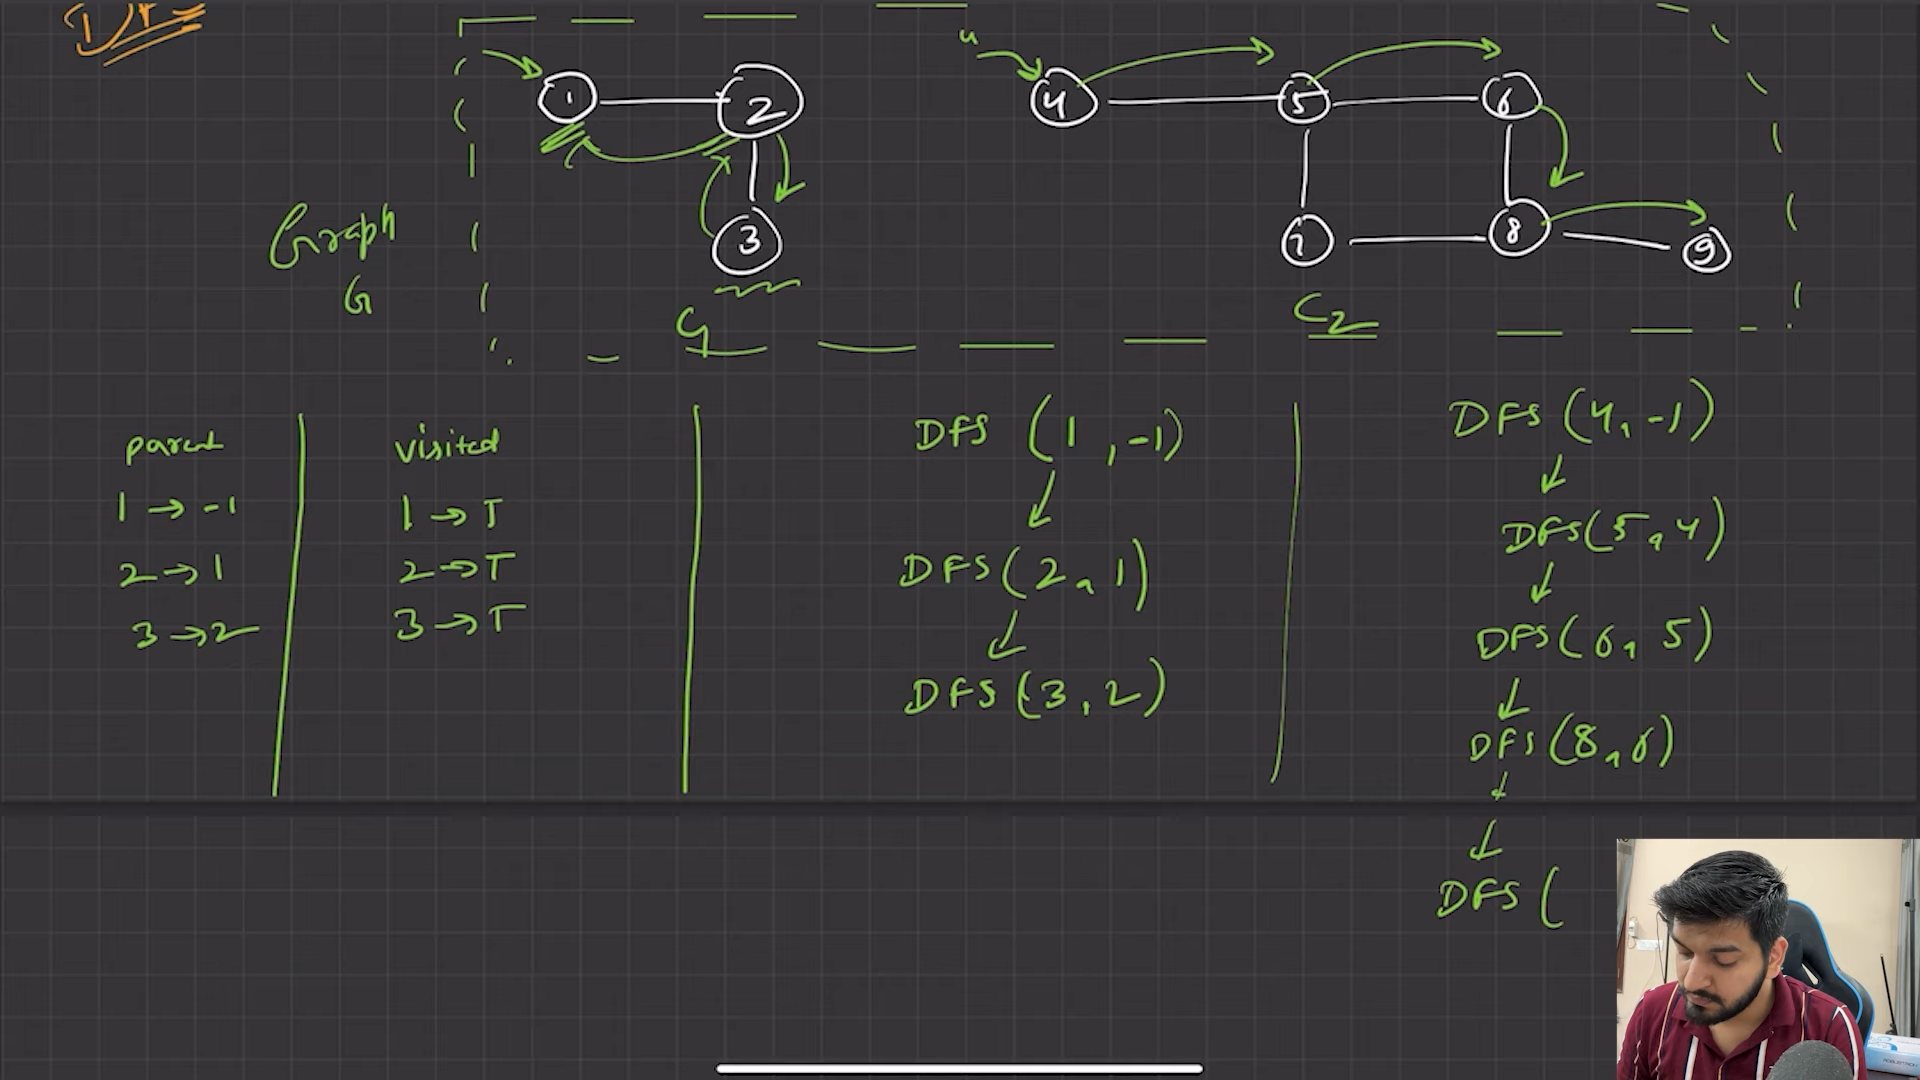 DFS
u
1
2
4
5
6
3
7
8
9
Graph
G
C1
C2
parent
1 → -1
2 → 1
3 → 2
visited
1 → T
2 → T
3 → T
DFS (1, -1)
DFS (2, 1)
DFS (3, 2)
DFS (4, -1)
DFS (5, 4)
DFS (6, 5)
DFS (8, 6)
DFS (